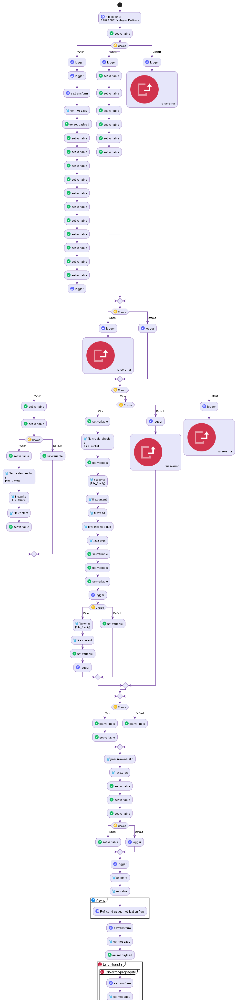 http:listener
0.0.0.0:8081/muleguard/validate
set-variable
Choice
When
logger
logger
ee:transform
ee:message
ee:set-payload
set-variable
set-variable
set-variable
set-variable
set-variable
set-variable
set-variable
set-variable
set-variable
set-variable
set-variable
logger
When
logger
set-variable
set-variable
set-variable
set-variable
set-variable
set-variable
Default
logger
raise-error
Choice
When
logger
raise-error
Default
logger
Choice
When
set-variable
set-variable
Choice
When
set-variable
file:create-director
y
[File_Config]
file:write
[File_Config]
file:content
set-variable
Default
set-variable
When
Choice
When
set-variable
file:create-director
y
[File_Config]
set-variable
file:write
[File_Config]
file:content
file:read
java:invoke-static
java:args
set-variable
set-variable
set-variable
logger
Choice
When
file:write
[File_Config]
file:content
set-variable
logger
Default
set-variable
Default
logger
raise-error
Default
logger
raise-error
Choice
When
set-variable
set-variable
Default
set-variable
java:invoke-static
java:args
set-variable
set-variable
set-variable
Choice
When
set-variable
Default
logger
logger
os:store
os:value
Async
Ref: send-usage-notification-flow
ee:transform
ee:message
ee:set-payload
Error-handler
On-error-propagate
ee:transform
ee:message